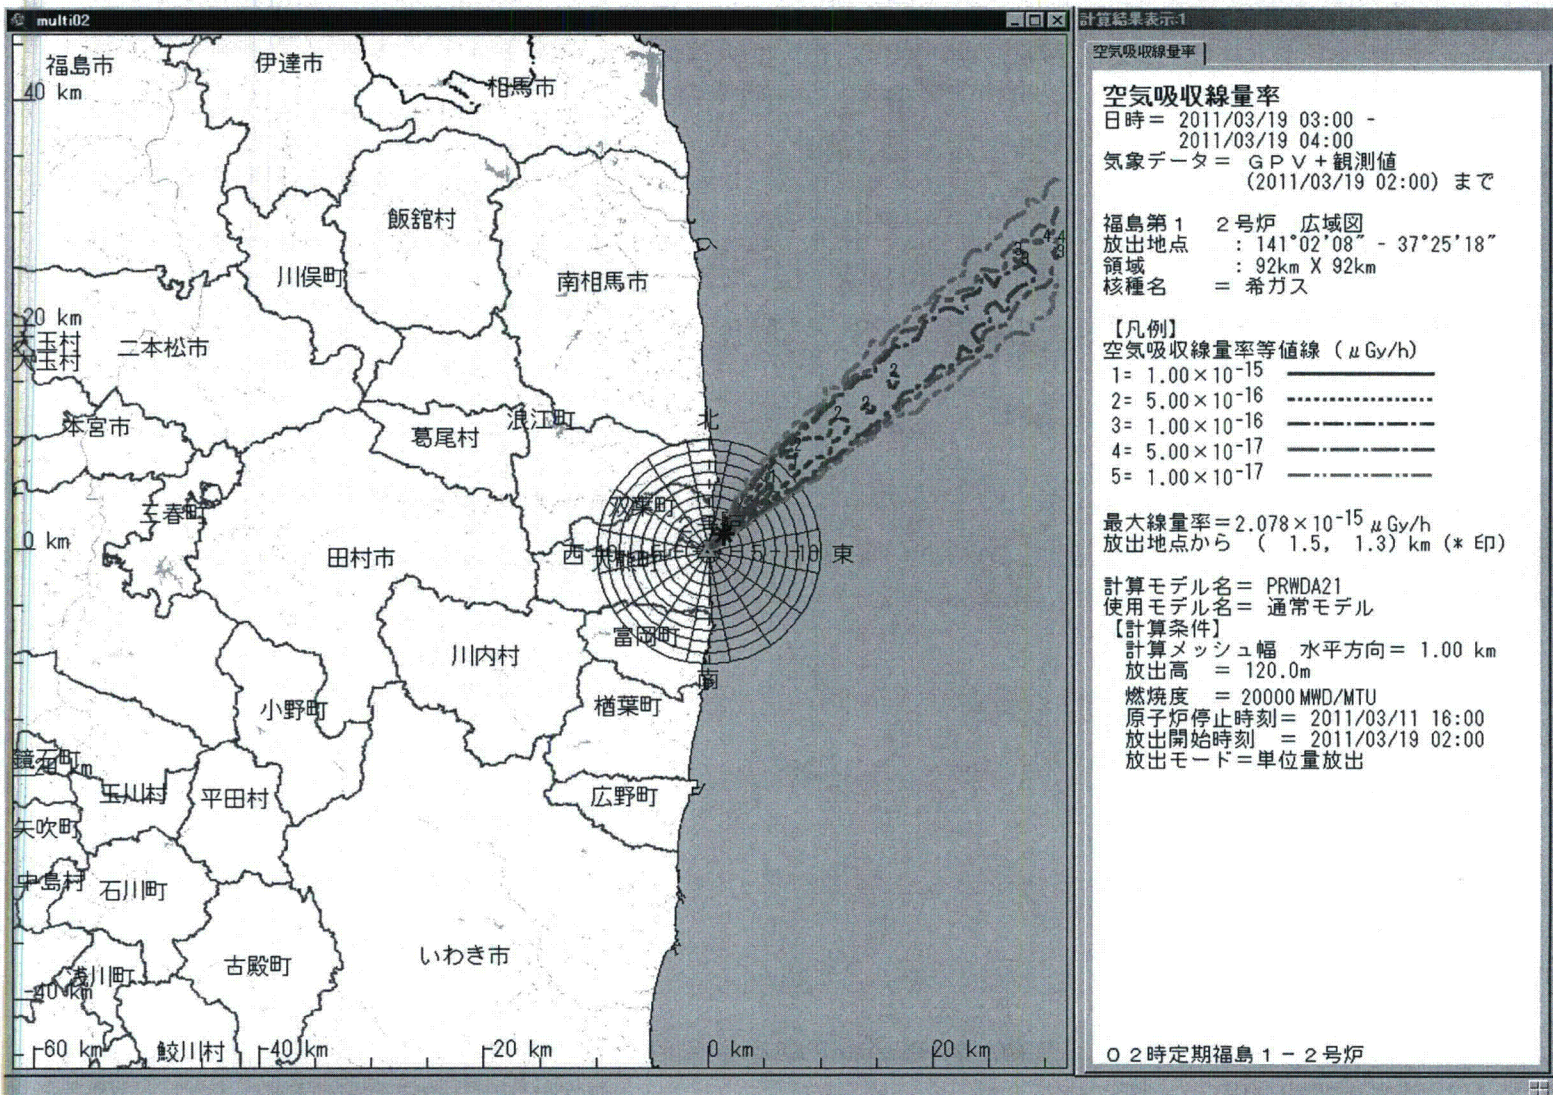 multi02
福島市
伊達市
相馬市
40 km
飯舘村
川俣町
南相馬市
20 km
大玉村
二本松市
本宮市
浪江町
北
葛尾村
三春町
双葉町
0 km
田村市
西
5
10
東
富岡町
川内村
南
小野町
楢葉町
鏡石町
玉川村
平田村
広野町
矢吹町
中島村
石川町
古殿町
いわき市
浅川町
-40 km
鮫川村
-60 km
-40 km
-20 km
0 km
20 km
計算結果表示:1
空気吸収線量率
空気吸収線量率
日時= 2011/03/19 03:00 -
2011/03/19 04:00
気象データ= GPV+観測値
(2011/03/19 02:00) まで
福島第1 2号炉 広域図
放出地点 : 141°02'08" - 37°25'18"
領域 : 92km X 92km
核種名 = 希ガス
【凡例】
空気吸収線量率等値線 (μGy/h)
1= 1.00×10⁻¹⁵
2= 5.00×10⁻¹⁶
3= 1.00×10⁻¹⁶
4= 5.00×10⁻¹⁷
5= 1.00×10⁻¹⁷
最大線量率=2.078×10⁻¹⁵μGy/h
放出地点から ( 1.5, 1.3) km (* 印)
計算モデル名= PRWDA21
使用モデル名= 通常モデル
【計算条件】
計算メッシュ幅 水平方向= 1.00 km
放出高 = 120.0m
燃焼度 = 20000MWD/MTU
原子炉停止時刻= 2011/03/11 16:00
放出開始時刻 = 2011/03/19 02:00
放出モード=単位量放出
02時定期福島1-2号炉